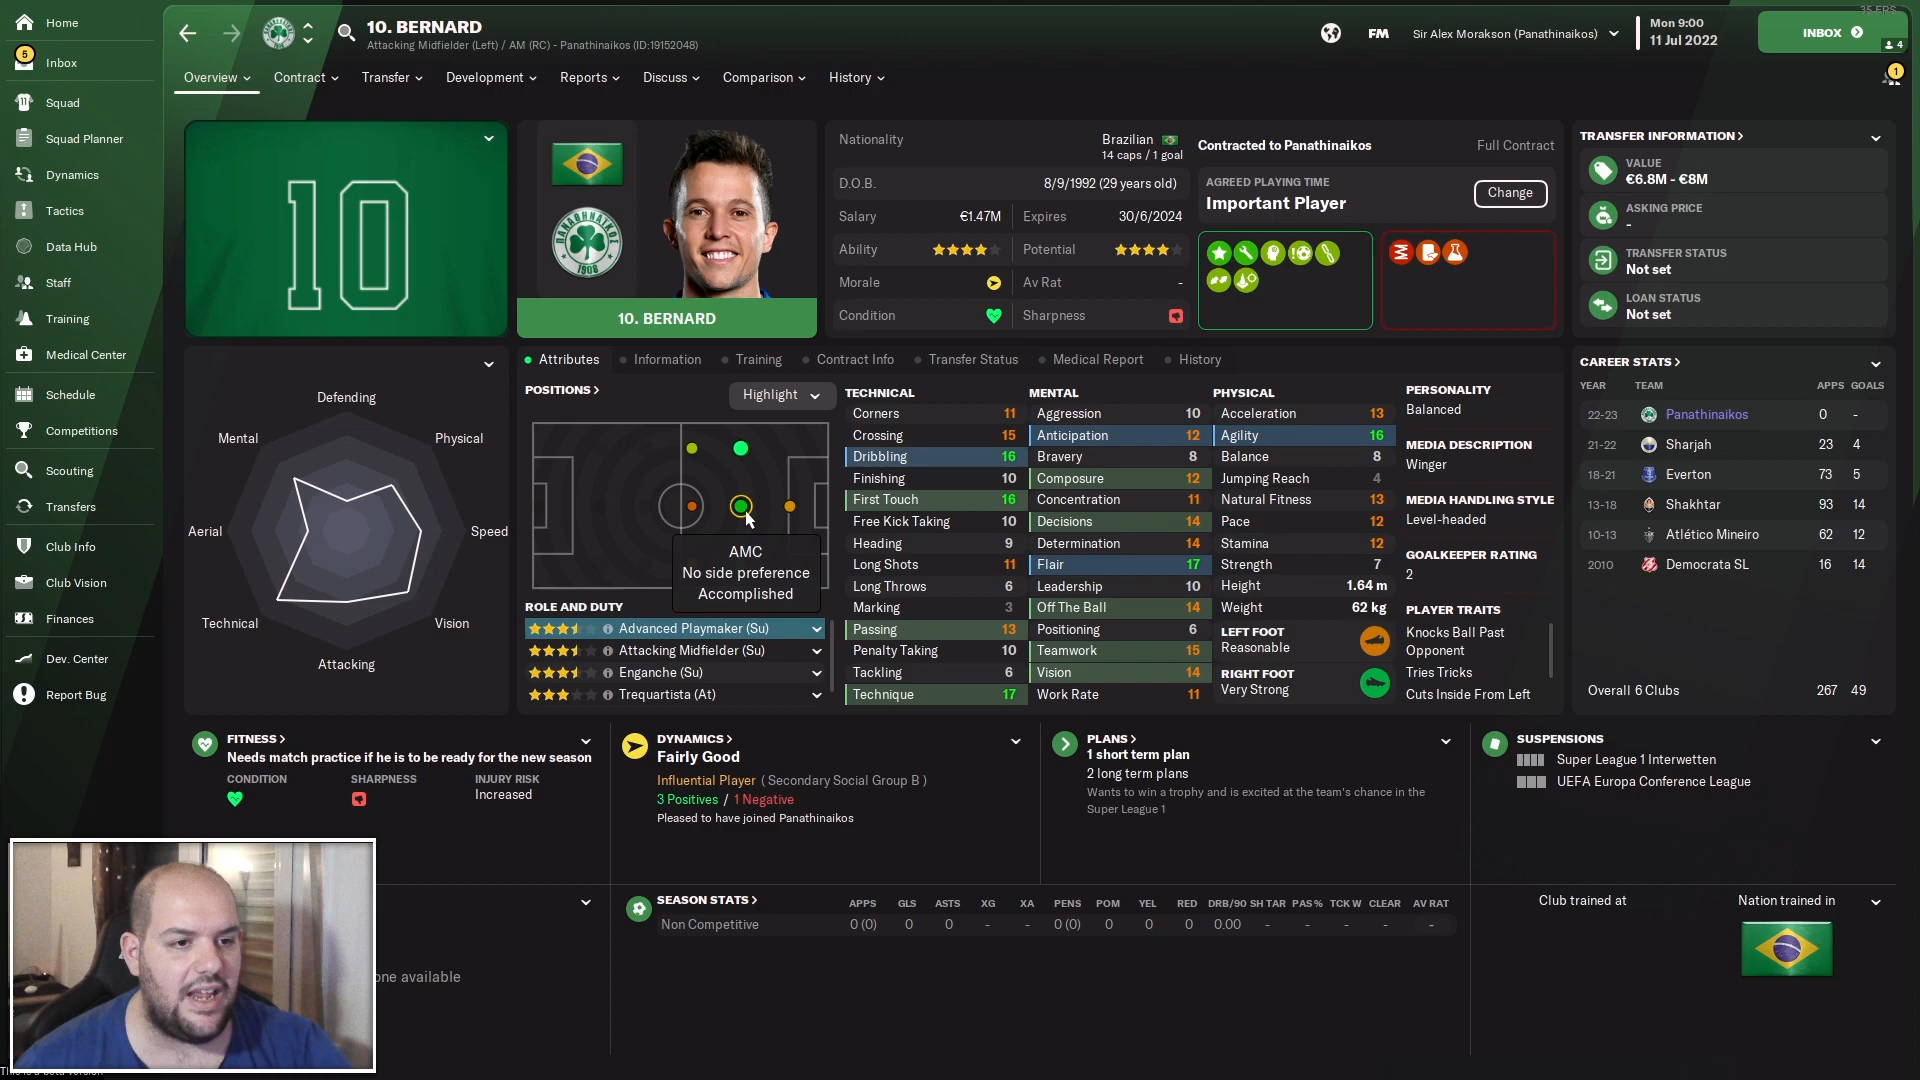 35 FPS
Home
5
Inbox
Squad
Squad Planner
Dynamics
Tactics
Data Hub
Staff
Training
Medical Center
Schedule
Competitions
Scouting
Transfers
Club Info
Club Vision
Finances
Dev. Center
Report Bug
10. BERNARD
Attacking Midfielder (Left) / AM (RC) - Panathinaikos (ID:19152048)
FM
Sir Alex Morakson (Panathinaikos)
Mon 9:00
11 Jul 2022
INBOX
4
1
Overview
Contract
Transfer
Development
Reports
Discuss
Comparison
History
10
ΠΑΝΑΘΗΝΑΪΚΟΣ
1908
10. BERNARD
Nationality
Brazilian
14 caps / 1 goal
D.O.B.
8/9/1992 (29 years old)
Salary €1.47M
Expires 30/6/2024
Ability
Potential
Morale
Av Rat -
Condition
Sharpness
Contracted to Panathinaikos
Full Contract
AGREED PLAYING TIME
Important Player
Change
TRANSFER INFORMATION
VALUE
€6.8M - €8M
ASKING PRICE
-
TRANSFER STATUS
Not set
LOAN STATUS
Not set
Defending
Mental
Physical
Aerial
Speed
Technical
Vision
Attacking
Attributes
Information
Training
Contract Info
Transfer Status
Medical Report
History
POSITIONS
Highlight
AMC
No side preference
Accomplished
ROLE AND DUTY
Advanced Playmaker (Su)
Attacking Midfielder (Su)
Enganche (Su)
Trequartista (At)
TECHNICAL
Corners 11
Crossing 15
Dribbling 16
Finishing 10
First Touch 16
Free Kick Taking 10
Heading 9
Long Shots 11
Long Throws 6
Marking 3
Passing 13
Penalty Taking 10
Tackling 6
Technique 17
MENTAL
Aggression 10
Anticipation 12
Bravery 8
Composure 12
Concentration 11
Decisions 14
Determination 14
Flair 17
Leadership 10
Off The Ball 14
Positioning 6
Teamwork 15
Vision 14
Work Rate 11
PHYSICAL
Acceleration 13
Agility 16
Balance 8
Jumping Reach 4
Natural Fitness 13
Pace 12
Stamina 12
Strength 7
Height 1.64 m
Weight 62 kg
LEFT FOOT
Reasonable
RIGHT FOOT
Very Strong
PERSONALITY
Balanced
MEDIA DESCRIPTION
Winger
MEDIA HANDLING STYLE
Level-headed
GOALKEEPER RATING
2
PLAYER TRAITS
Knocks Ball Past
Opponent
Tries Tricks
Cuts Inside From Left
CAREER STATS
YEAR TEAM APPS GOALS
22-23 Panathinaikos 0 -
21-22 Sharjah 23 4
18-21 Everton 73 5
13-18 Shakhtar 93 14
10-13 Atlético Mineiro 62 12
2010 Democrata SL 16 14
Overall 6 Clubs 267 49
FITNESS
Needs match practice if he is to be ready for the new season
CONDITION SHARPNESS INJURY RISK
Increased
DYNAMICS
Fairly Good
Influential Player ( Secondary Social Group B )
3 Positives / 1 Negative
Pleased to have joined Panathinaikos
PLANS
1 short term plan
2 long term plans
Wants to win a trophy and is excited at the team's chance in the
Super League 1
SUSPENSIONS
Super League 1 Interwetten
UEFA Europa Conference League
one available
SEASON STATS APPS GLS ASTS XG XA PENS POM YEL RED DRB/90 SH TAR PAS% TCK W CLEAR AV RAT
Non Competitive 0 (0) 0 0 - - 0 (0) 0 0 0 0.00 - - - - -
Club trained at
Nation trained in
This is a beta version